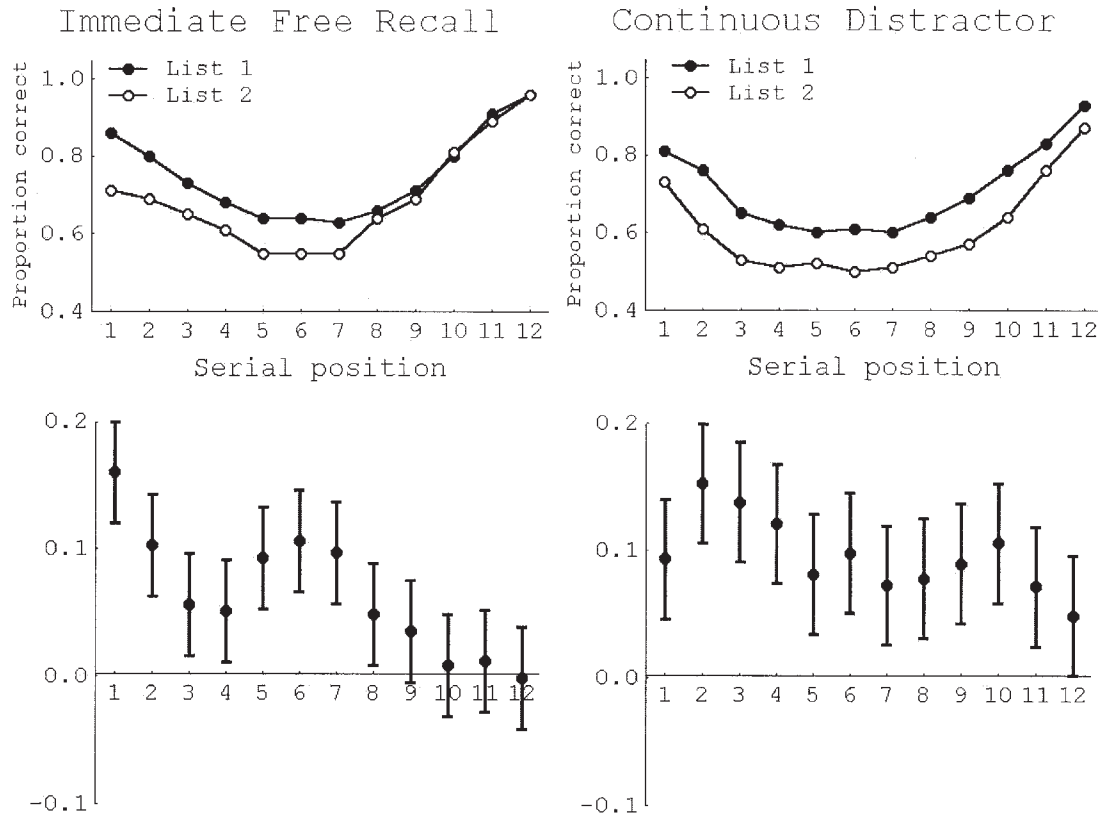 Immediate Free Recall
Proportion correct
1.0
0.8
0.6
0.4
List 1
List 2
1 2 3 4 5 6 7 8 9 10 11 12
Serial position
Continuous Distractor
Proportion correct
1.0
0.8
0.6
0.4
List 1
List 2
1 2 3 4 5 6 7 8 9 10 11 12
Serial position
0.2
0.1
0.0
-0.1
1 2 3 4 5 6 7 8 9 10 11 12
0.2
0.1
0.0
-0.1
1 2 3 4 5 6 7 8 9 10 11 12